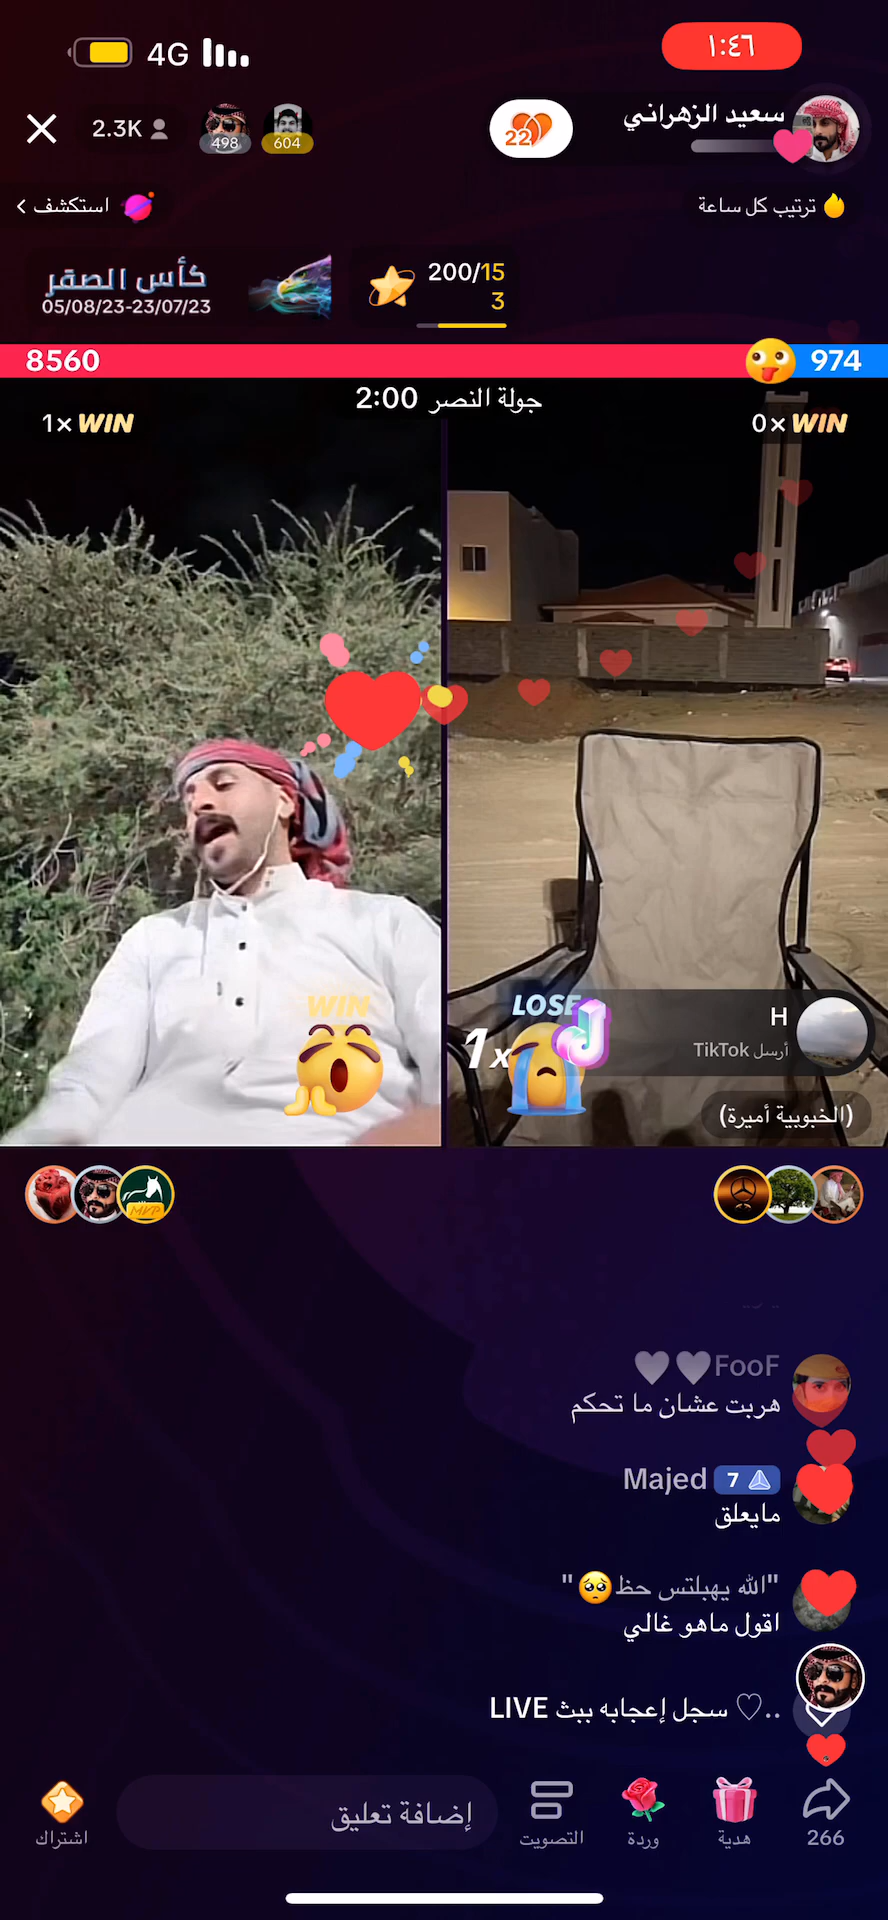 4G
١:٤٦
2.3K
498
604
22
سعيد الزهراني
استكشف
ترتيب كل ساعة
كأس الصقر
05/08/23-23/07/23
200/15
3
8560
974
جولة النصر 2:00
1× WIN
0× WIN
WIN
LOSE
1x
H
أرسل TikTok
(الخبوبية أميرة)
MVP
FooF
هربت عشان ما تحكم
Majed 7
مايعلق
"الله يهبلتس حظ🥺"
اقول ماهو غالي
..♡ سجل إعجابه ببث LIVE
اشتراك
إضافة تعليق
التصويت
وردة
هدية
266